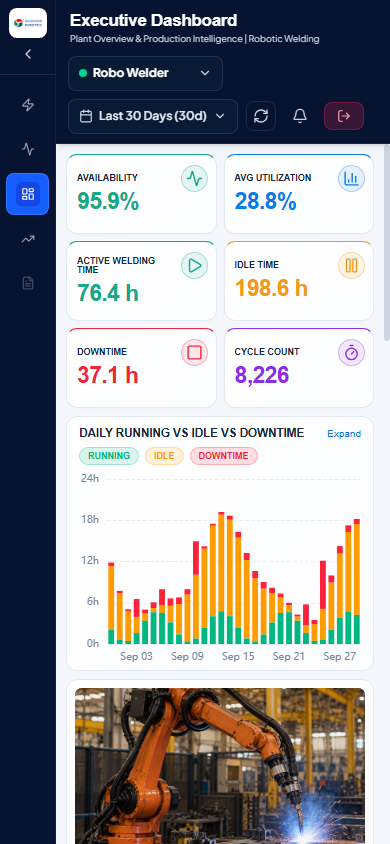 Executive Dashboard
Plant Overview & Production Intelligence | Robotic Welding
Robo Welder
Last 30 Days (30d)
AVAILABILITY
95.9%
AVG UTILIZATION
28.8%
ACTIVE WELDING
TIME
76.4 h
IDLE TIME
198.6 h
DOWNTIME
37.1 h
CYCLE COUNT
8,226
DAILY RUNNING VS IDLE VS DOWNTIME
Expand
RUNNING
IDLE
DOWNTIME
24h
18h
12h
6h
0h
Sep 03
Sep 09
Sep 15
Sep 21
Sep 27